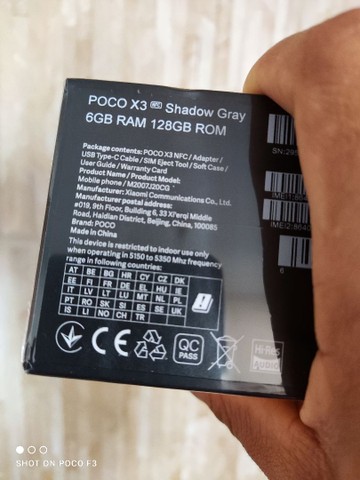 POCO X3 NFC Shadow Gray
6GB RAM 128GB ROM
Package contents: POCO X3 NFC / Adapter /
USB Type-C Cable / SIM Eject Tool / Soft Case /
User Guide / Warranty Card
Product Name / Product Model:
Mobile phone / M2007J20CG
Manufacturer: Xiaomi Communications Co., Ltd.
#019, 9th Floor, Building 6, 33 Xi'erqi Middle
Road, Haidian District, Beijing, China, 100085
Brand: POCO
Made in China
This device is restricted to indoor use only
when operating in 5150 to 5350 Mhz frequency
range in following countries:
AT BE BG HR CY CZ DK
EE FI FR DE EL HU IE
IT LV LT LU MT NL PL
PT RO SK SI ES SE UK
IS LI NO CH TR
SN:
IMEI1:
IMEI2:
CE
QC
PASS
Hi-Res
AUDIO
SHOT ON POCO F3